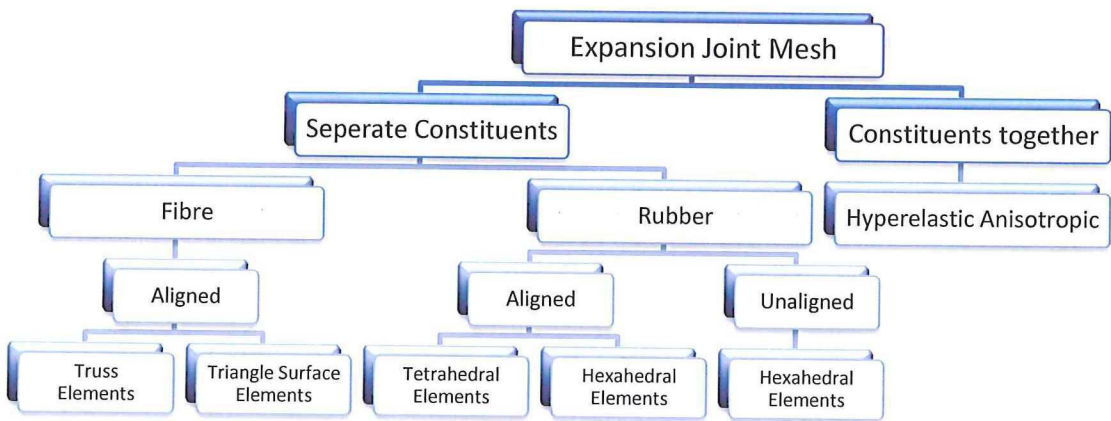 Expansion Joint Mesh
Seperate Constituents
Constituents together
Fibre
Rubber
Hyperelastic Anisotropic
Aligned
Aligned
Unaligned
Truss
Elements
Triangle Surface
Elements
Tetrahedral
Elements
Hexahedral
Elements
Hexahedral
Elements